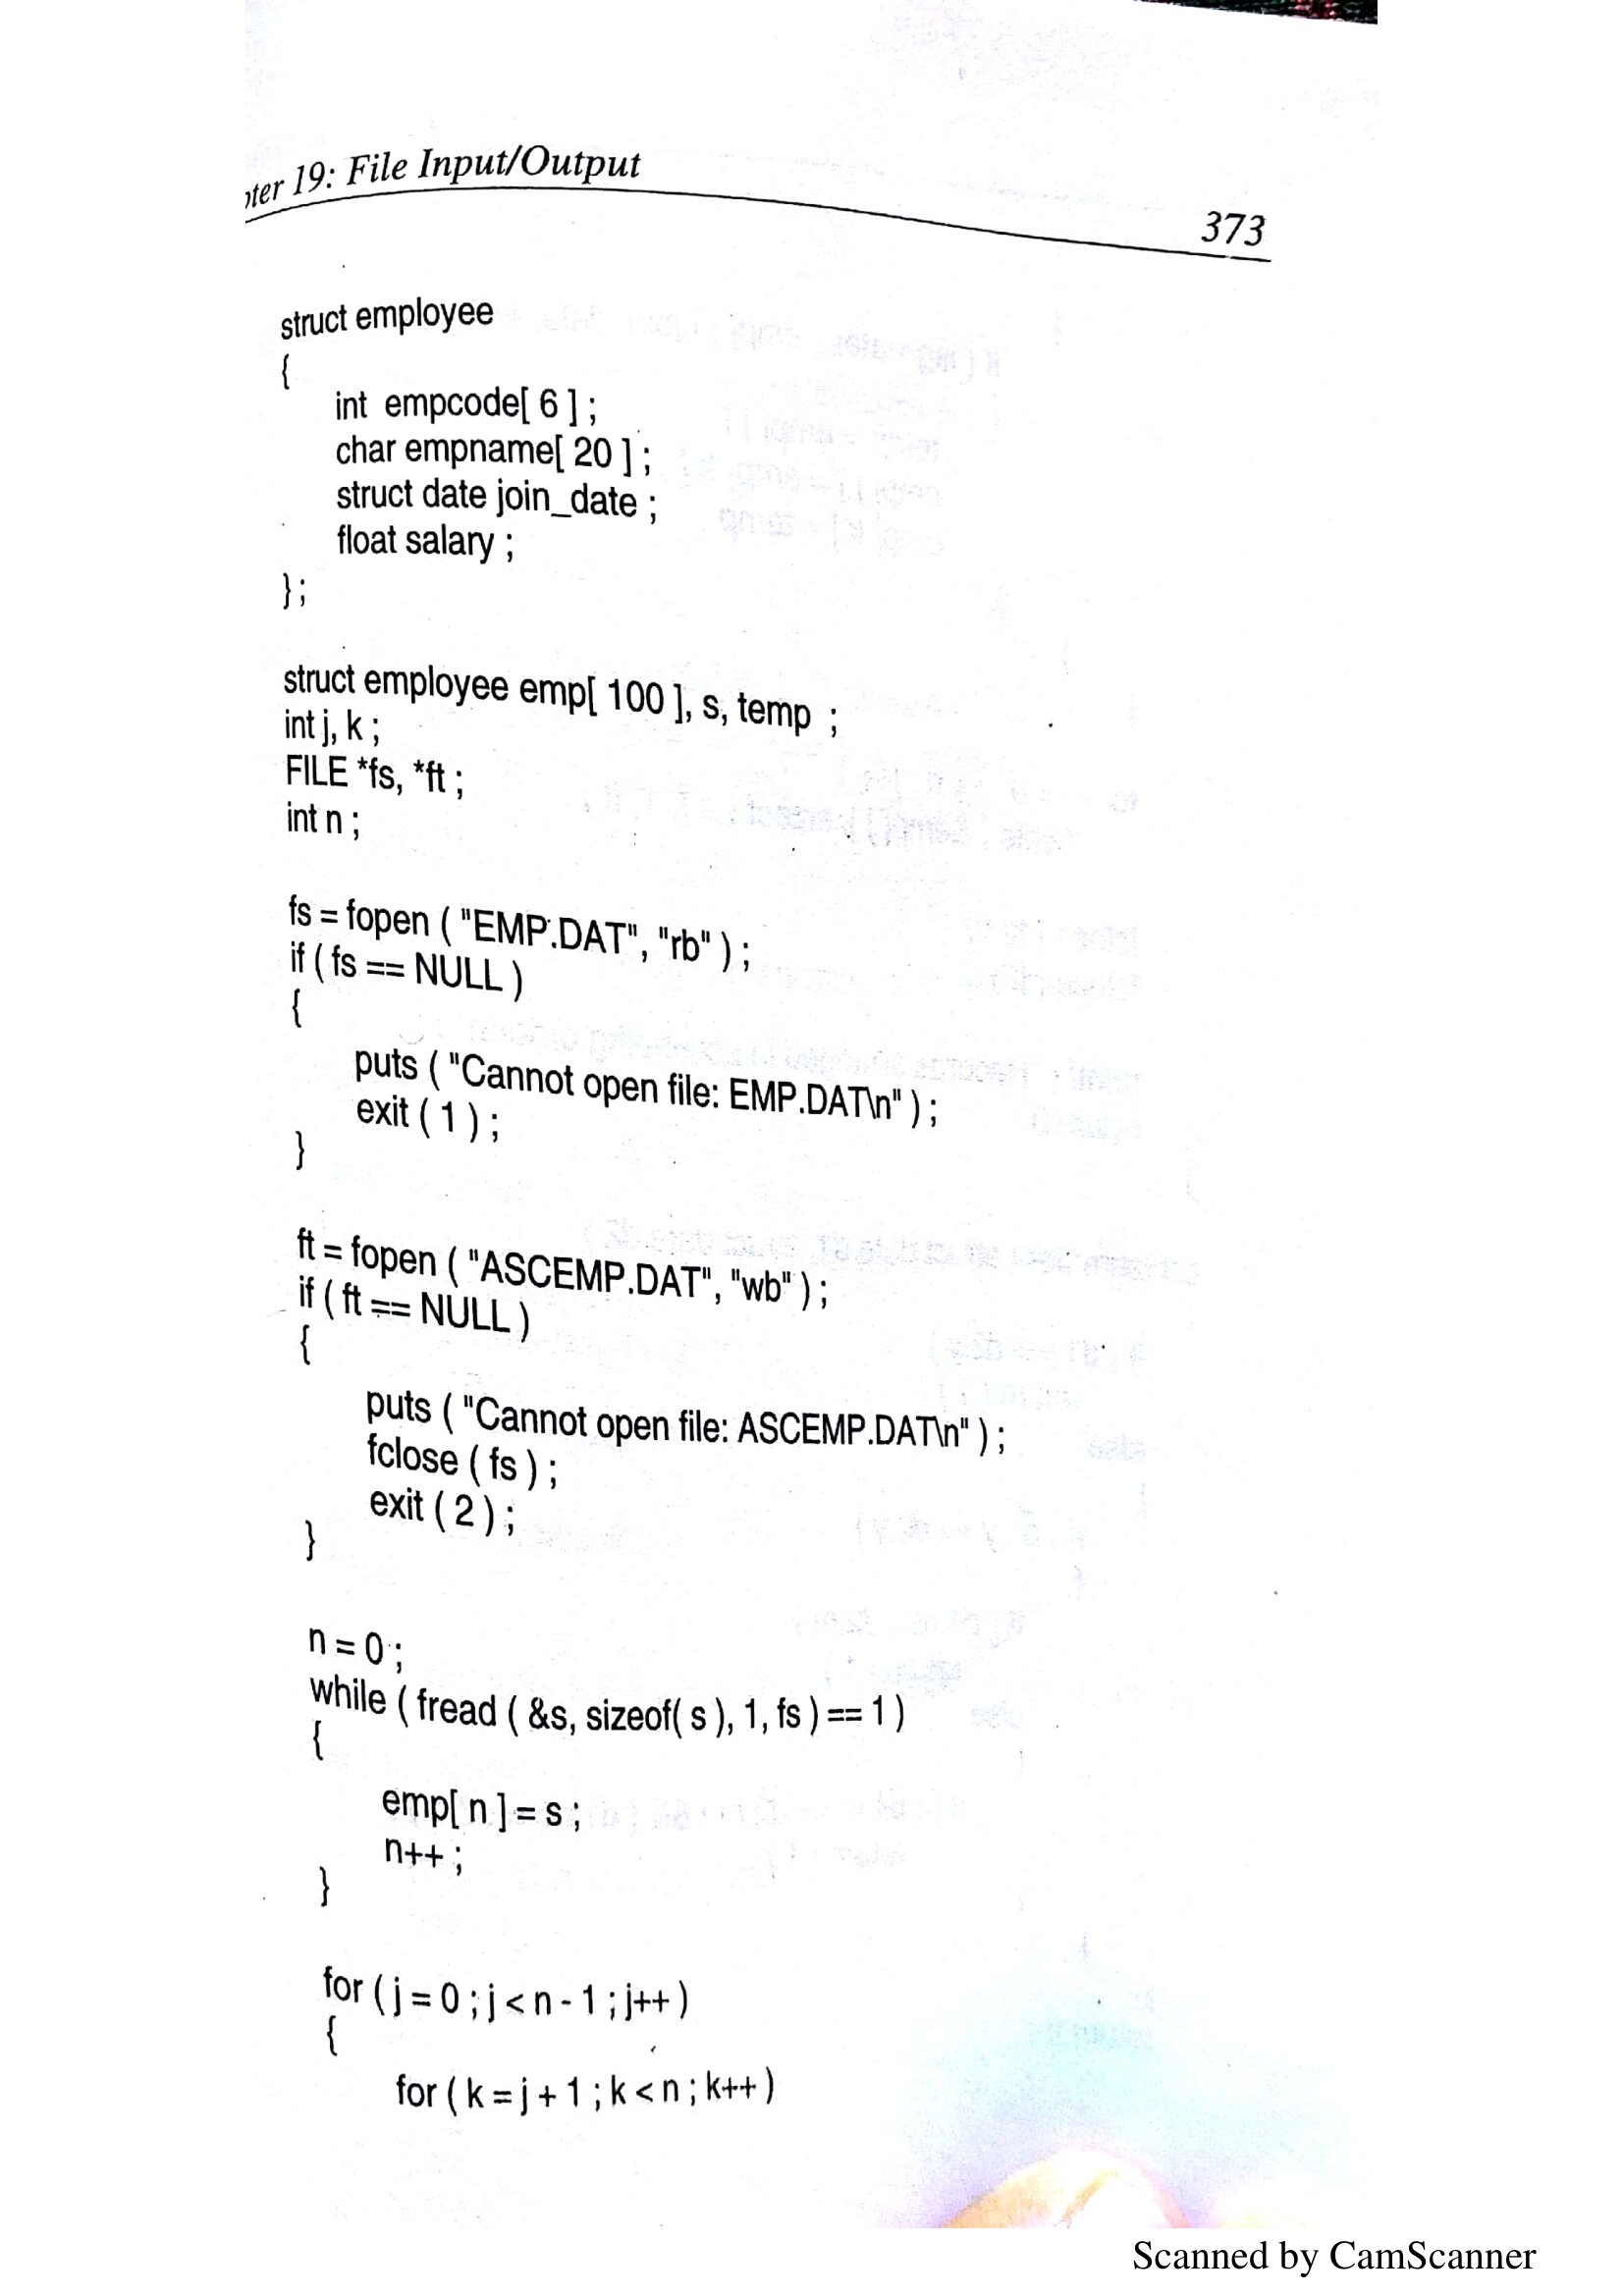 19: File Input/Output
373
struct employee
{
int empcode[ 6 ] ;
char empname[ 20 ] ;
struct date join_date ;
float salary ;
} ;
struct employee emp[ 100 ], s, temp ;
int j, k ;
FILE *fs, *ft ;
int n ;
fs = fopen ( "EMP.DAT", "rb" ) ;
if ( fs == NULL )
{
puts ( "Cannot open file: EMP.DAT\n" ) ;
exit ( 1 ) ;
}
ft = fopen ( "ASCEMP.DAT", "wb" ) ;
if ( ft == NULL )
{
puts ( "Cannot open file: ASCEMP.DAT\n" ) ;
fclose ( fs ) ;
exit ( 2 ) ;
}
n = 0 ;
while ( fread ( &s, sizeof( s ), 1, fs ) == 1 )
{
emp[ n ] = s ;
n++ ;
}
for ( j = 0 ; j < n - 1 ; j++ )
{
for ( k = j + 1 ; k < n ; k++ )
Scanned by CamScanner